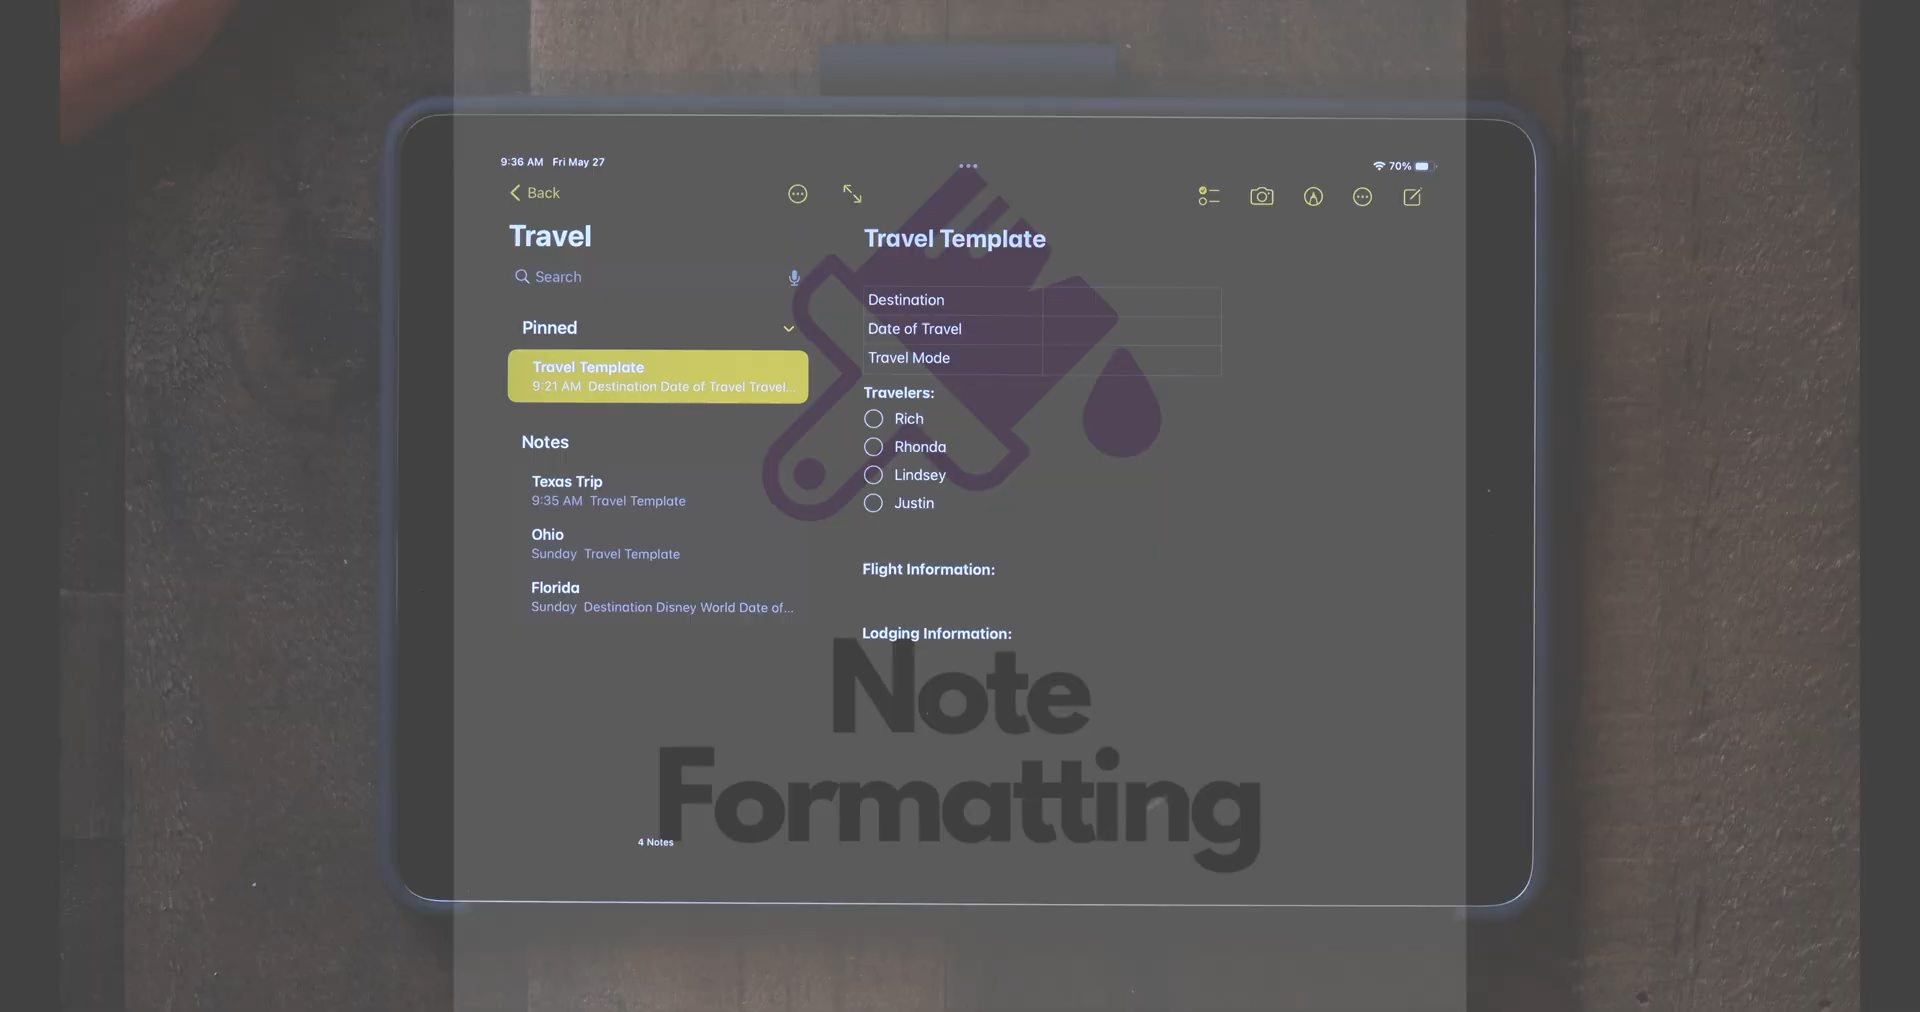 9:36 AM Fri May 27
70%
Back
Travel
Search
Pinned
Travel Template
9:21 AM Destination Date of Travel Travel...
Notes
Texas Trip
9:35 AM Travel Template
Ohio
Sunday Travel Template
Florida
Sunday Destination Disney World Date of...
4 Notes
Travel Template
Destination
Date of Travel
Travel Mode
Travelers:
Rich
Rhonda
Lindsey
Justin
Flight Information:
Lodging Information:
Note
Formatting